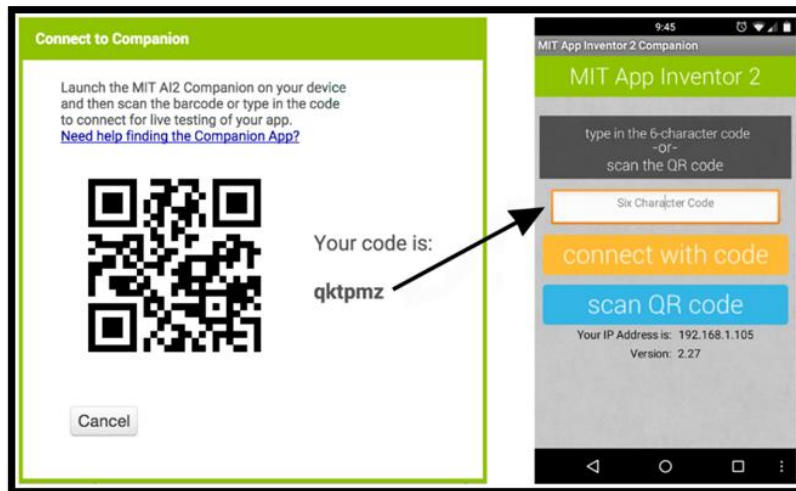 Connect to Companion
Launch the MIT AI2 Companion on your device
and then scan the barcode or type in the code
to connect for live testing of your app.
Need help finding the Companion App?
Your code is:
qktpmz
Cancel
9:45
MIT App Inventor 2 Companion
MIT App Inventor 2
type in the 6-character code
-or-
scan the QR code
Six Character Code
connect with code
scan QR code
Your IP Address is: 192.168.1.105
Version: 2.27